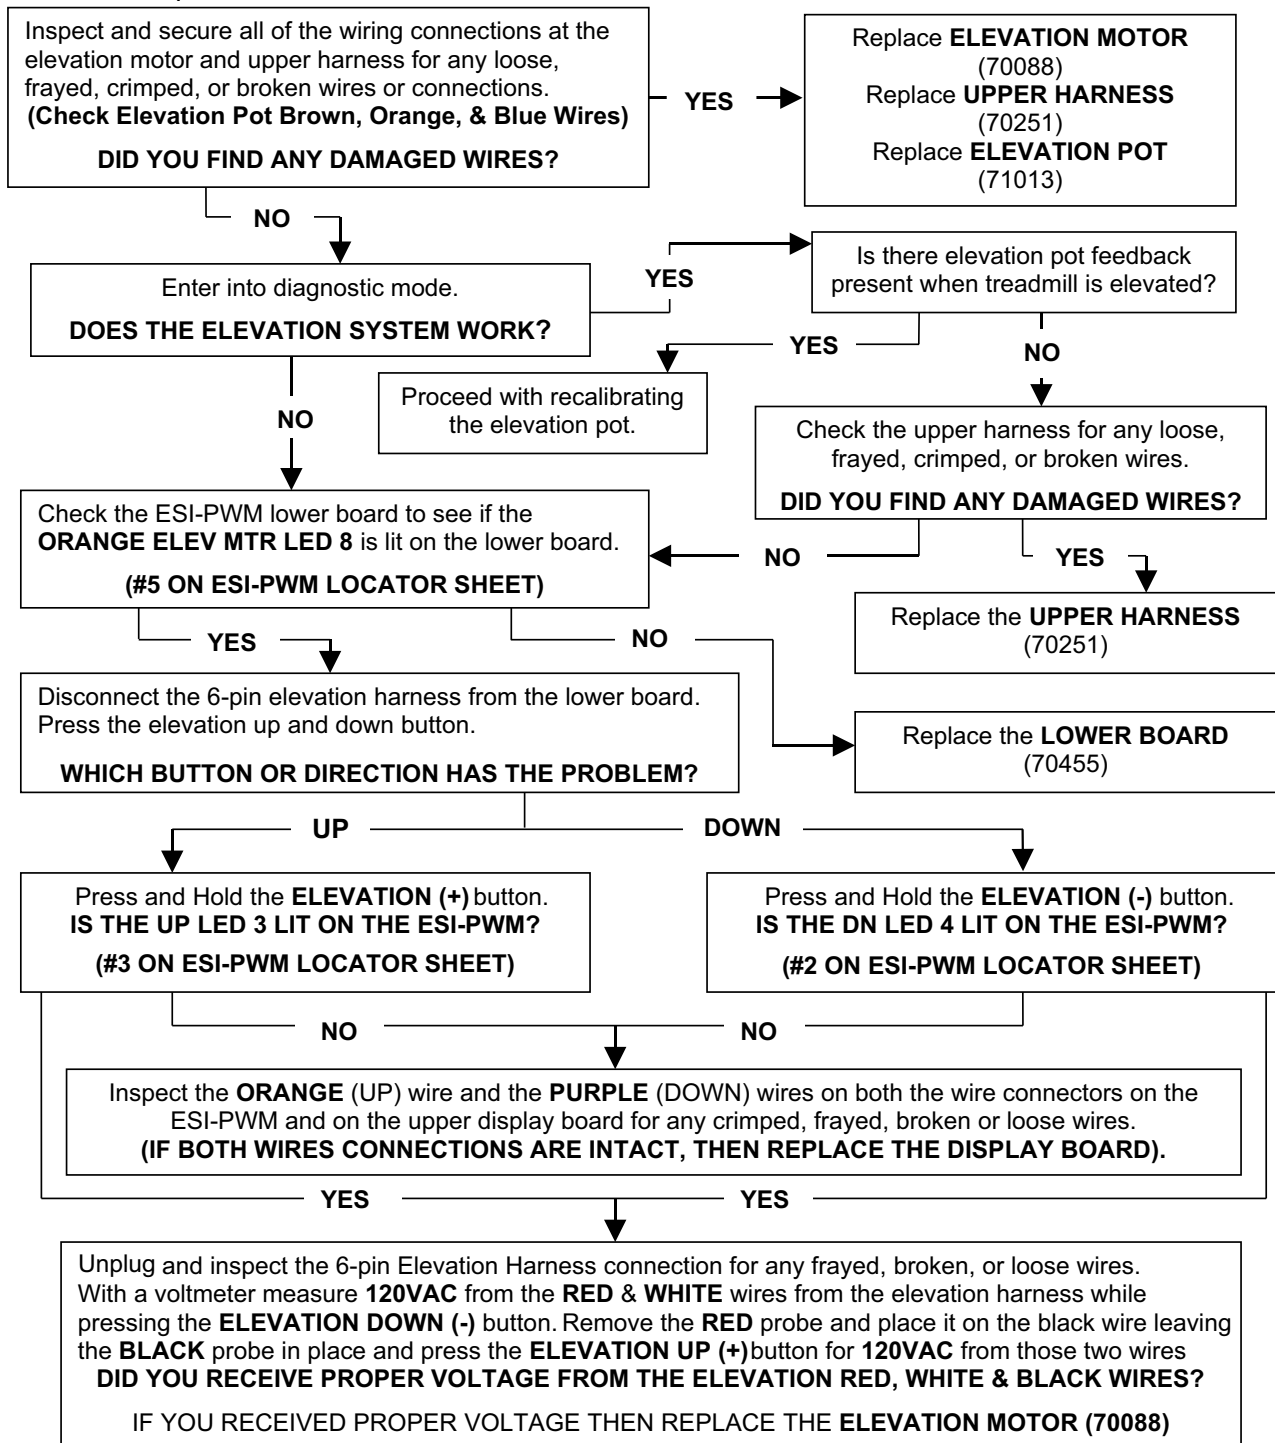 Inspect and secure all of the wiring connections at the
elevation motor and upper harness for any loose,
frayed, crimped, or broken wires or connections.
(Check Elevation Pot Brown, Orange, & Blue Wires)
DID YOU FIND ANY DAMAGED WIRES?
YES
Replace ELEVATION MOTOR
(70088)
Replace UPPER HARNESS
(70251)
Replace ELEVATION POT
(71013)
NO
Enter into diagnostic mode.
DOES THE ELEVATION SYSTEM WORK?
YES
Is there elevation pot feedback
present when treadmill is elevated?
YES
NO
Proceed with recalibrating
the elevation pot.
NO
Check the upper harness for any loose,
frayed, crimped, or broken wires.
DID YOU FIND ANY DAMAGED WIRES?
Check the ESI-PWM lower board to see if the
ORANGE ELEV MTR LED 8 is lit on the lower board.
(#5 ON ESI-PWM LOCATOR SHEET)
NO
YES
Replace the UPPER HARNESS
(70251)
YES
NO
Disconnect the 6-pin elevation harness from the lower board.
Press the elevation up and down button.
WHICH BUTTON OR DIRECTION HAS THE PROBLEM?
Replace the LOWER BOARD
(70455)
UP
DOWN
Press and Hold the ELEVATION (+) button.
IS THE UP LED 3 LIT ON THE ESI-PWM?
(#3 ON ESI-PWM LOCATOR SHEET)
Press and Hold the ELEVATION (-) button.
IS THE DN LED 4 LIT ON THE ESI-PWM?
(#2 ON ESI-PWM LOCATOR SHEET)
NO
NO
Inspect the ORANGE (UP) wire and the PURPLE (DOWN) wires on both the wire connectors on the
ESI-PWM and on the upper display board for any crimped, frayed, broken or loose wires.
(IF BOTH WIRES CONNECTIONS ARE INTACT, THEN REPLACE THE DISPLAY BOARD).
YES
YES
Unplug and inspect the 6-pin Elevation Harness connection for any frayed, broken, or loose wires.
With a voltmeter measure 120VAC from the RED & WHITE wires from the elevation harness while
pressing the ELEVATION DOWN (-) button. Remove the RED probe and place it on the black wire leaving
the BLACK probe in place and press the ELEVATION UP (+) button for 120VAC from those two wires
DID YOU RECEIVE PROPER VOLTAGE FROM THE ELEVATION RED, WHITE & BLACK WIRES?
IF YOU RECEIVED PROPER VOLTAGE THEN REPLACE THE ELEVATION MOTOR (70088)